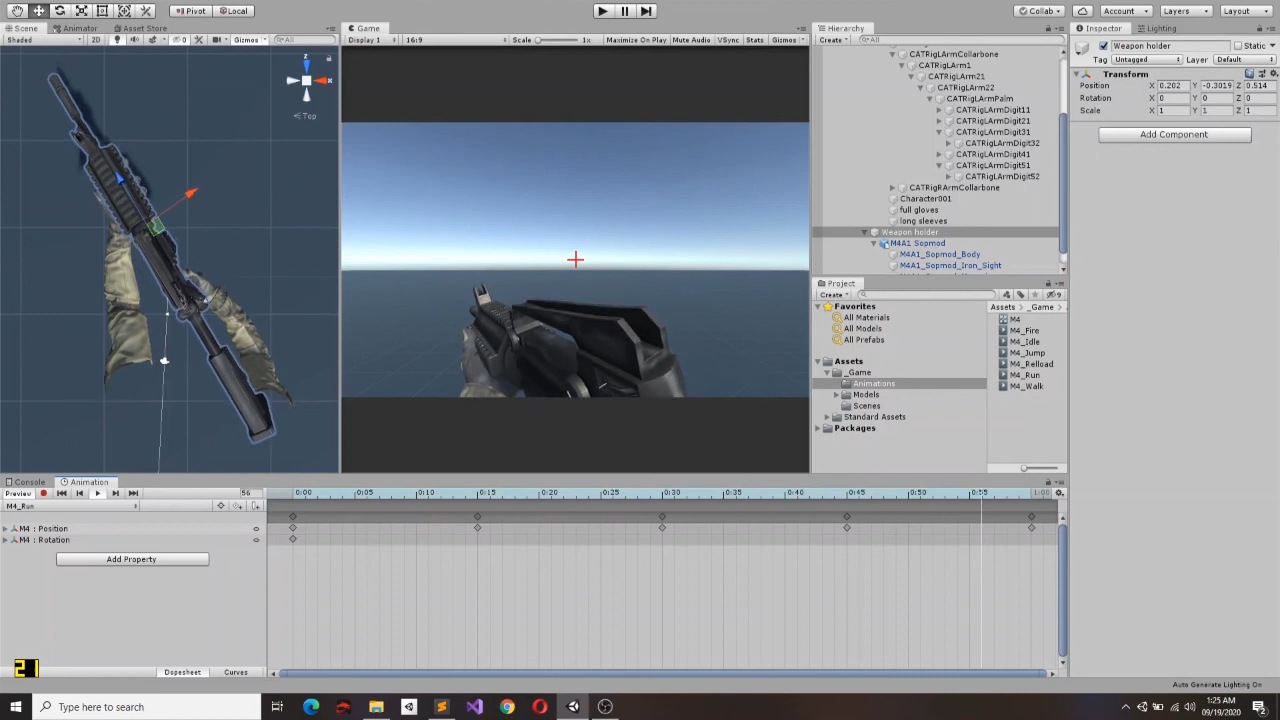 Pivot
Local
Collab
Account
Layers
Layout
Scene
Animator
Asset Store
Game
Hierarchy
Inspector
Lighting
Shaded
2D
0
Gizmos
All
Display 1
16:9
Scale
1x
Maximize On Play
Mute Audio
VSync
Stats
Gizmos
Create
All
Weapon holder
Static
Tag
Untagged
Layer
Default
Transform
Position
X
0.202
Y
-0.3019
Z
0.514
Rotation
X
0
Y
0
Z
0
Scale
X
1
Y
1
Z
1
Add Component
z
x
Top
CATRigLArmCollarbone
CATRigLArm1
CATRigLArm21
CATRigLArm22
CATRigLArmPalm
CATRigLArmDigit11
CATRigLArmDigit21
CATRigLArmDigit31
CATRigLArmDigit32
CATRigLArmDigit41
CATRigLArmDigit51
CATRigLArmDigit52
CATRigRArmCollarbone
Character001
full gloves
long sleeves
Weapon holder
M4A1 Sopmod
M4A1_Sopmod_Body
M4A1_Sopmod_Iron_Sight
Project
Create
9
Favorites
All Materials
All Models
All Prefabs
Assets
_Game
Animations
Models
Scenes
Standard Assets
Packages
Assets
_Game
M4
M4_Fire
M4_Idle
M4_Jump
M4_Relload
M4_Run
M4_Walk
Console
Animation
Preview
56
0:00
0:05
0:10
0:15
0:20
0:25
0:30
0:35
0:40
0:45
0:50
0:55
1:00
M4_Run
M4 : Position
M4 : Rotation
Add Property
21
Dopesheet
Curves
Auto Generate Lighting On
Type here to search
1:25 AM
09/19/2020